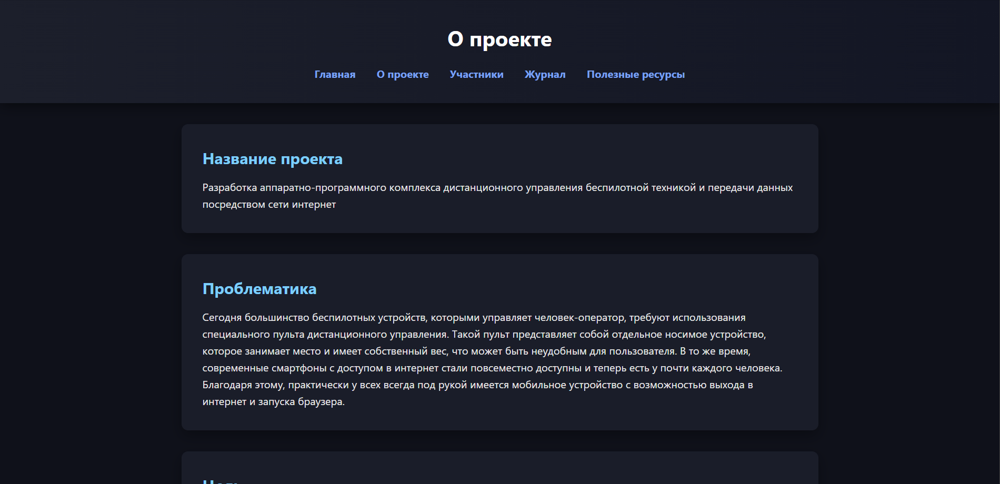 О проекте
Главная О проекте Участники Журнал Полезные ресурсы
Название проекта
Разработка аппаратно-программного комплекса дистанционного управления беспилотной техникой и передачи данных
посредством сети интернет
Проблематика
Сегодня большинство беспилотных устройств, которыми управляет человек-оператор, требуют использования
специального пульта дистанционного управления. Такой пульт представляет собой отдельное носимое устройство,
которое занимает место и имеет собственный вес, что может быть неудобным для пользователя. В то же время,
современные смартфоны с доступом в интернет стали повсеместно доступны и теперь есть у почти каждого человека.
Благодаря этому, практически у всех всегда под рукой имеется мобильное устройство с возможностью выхода в
интернет и запуска браузера.